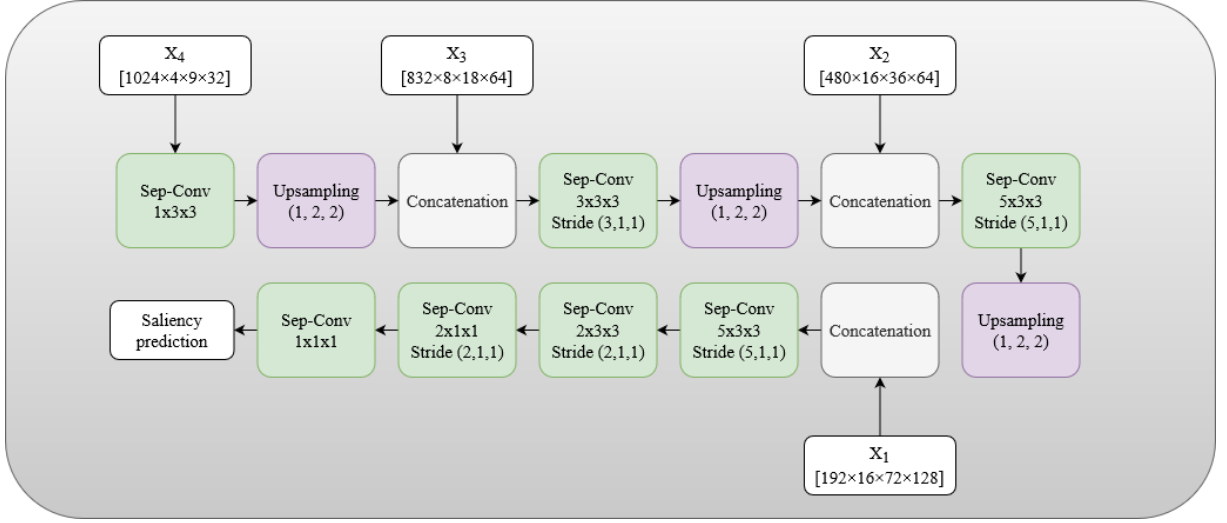 X4
[1024×4×9×32]
X3
[832×8×18×64]
X2
[480×16×36×64]
Sep-Conv
1x3x3
Upsampling
(1, 2, 2)
Concatenation
Sep-Conv
3x3x3
Stride (3,1,1)
Upsampling
(1, 2, 2)
Concatenation
Sep-Conv
5x3x3
Stride (5,1,1)
Saliency
prediction
Sep-Conv
1x1x1
Sep-Conv
2x1x1
Stride (2,1,1)
Sep-Conv
2x3x3
Stride (2,1,1)
Sep-Conv
5x3x3
Stride (5,1,1)
Concatenation
Upsampling
(1, 2, 2)
X1
[192×16×72×128]